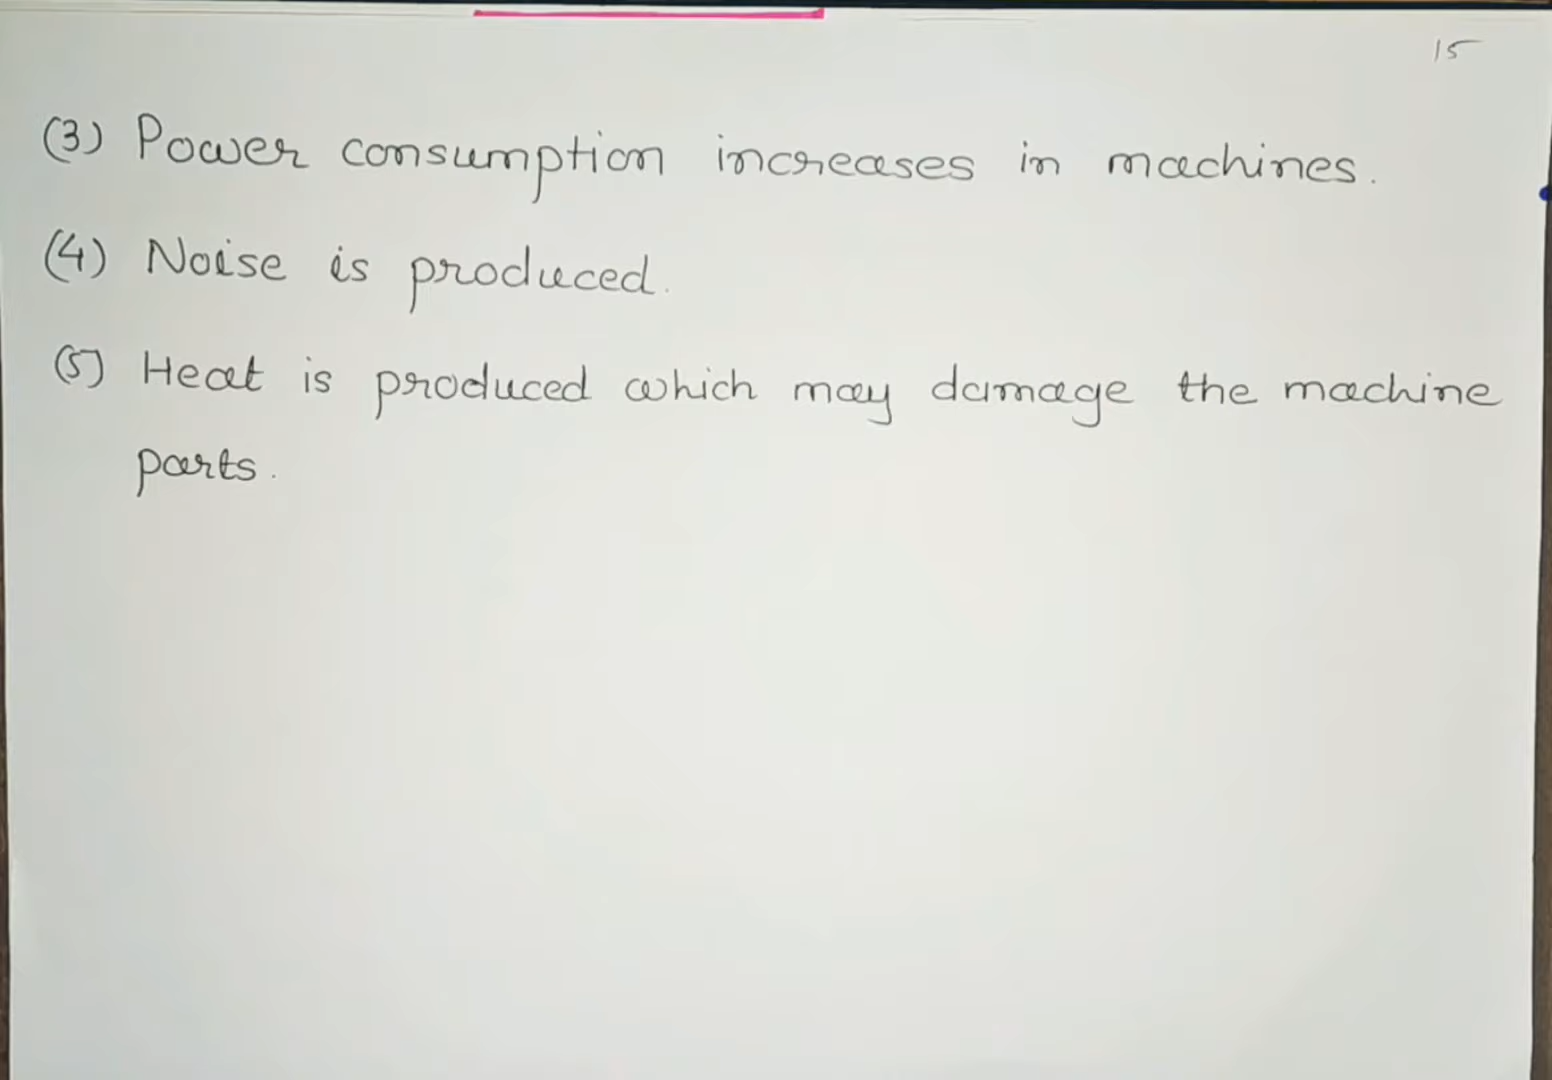 15
(3) Power consumption increases in machines.
(4) Noise is produced.
(5) Heat is produced which may damage the machine
parts.